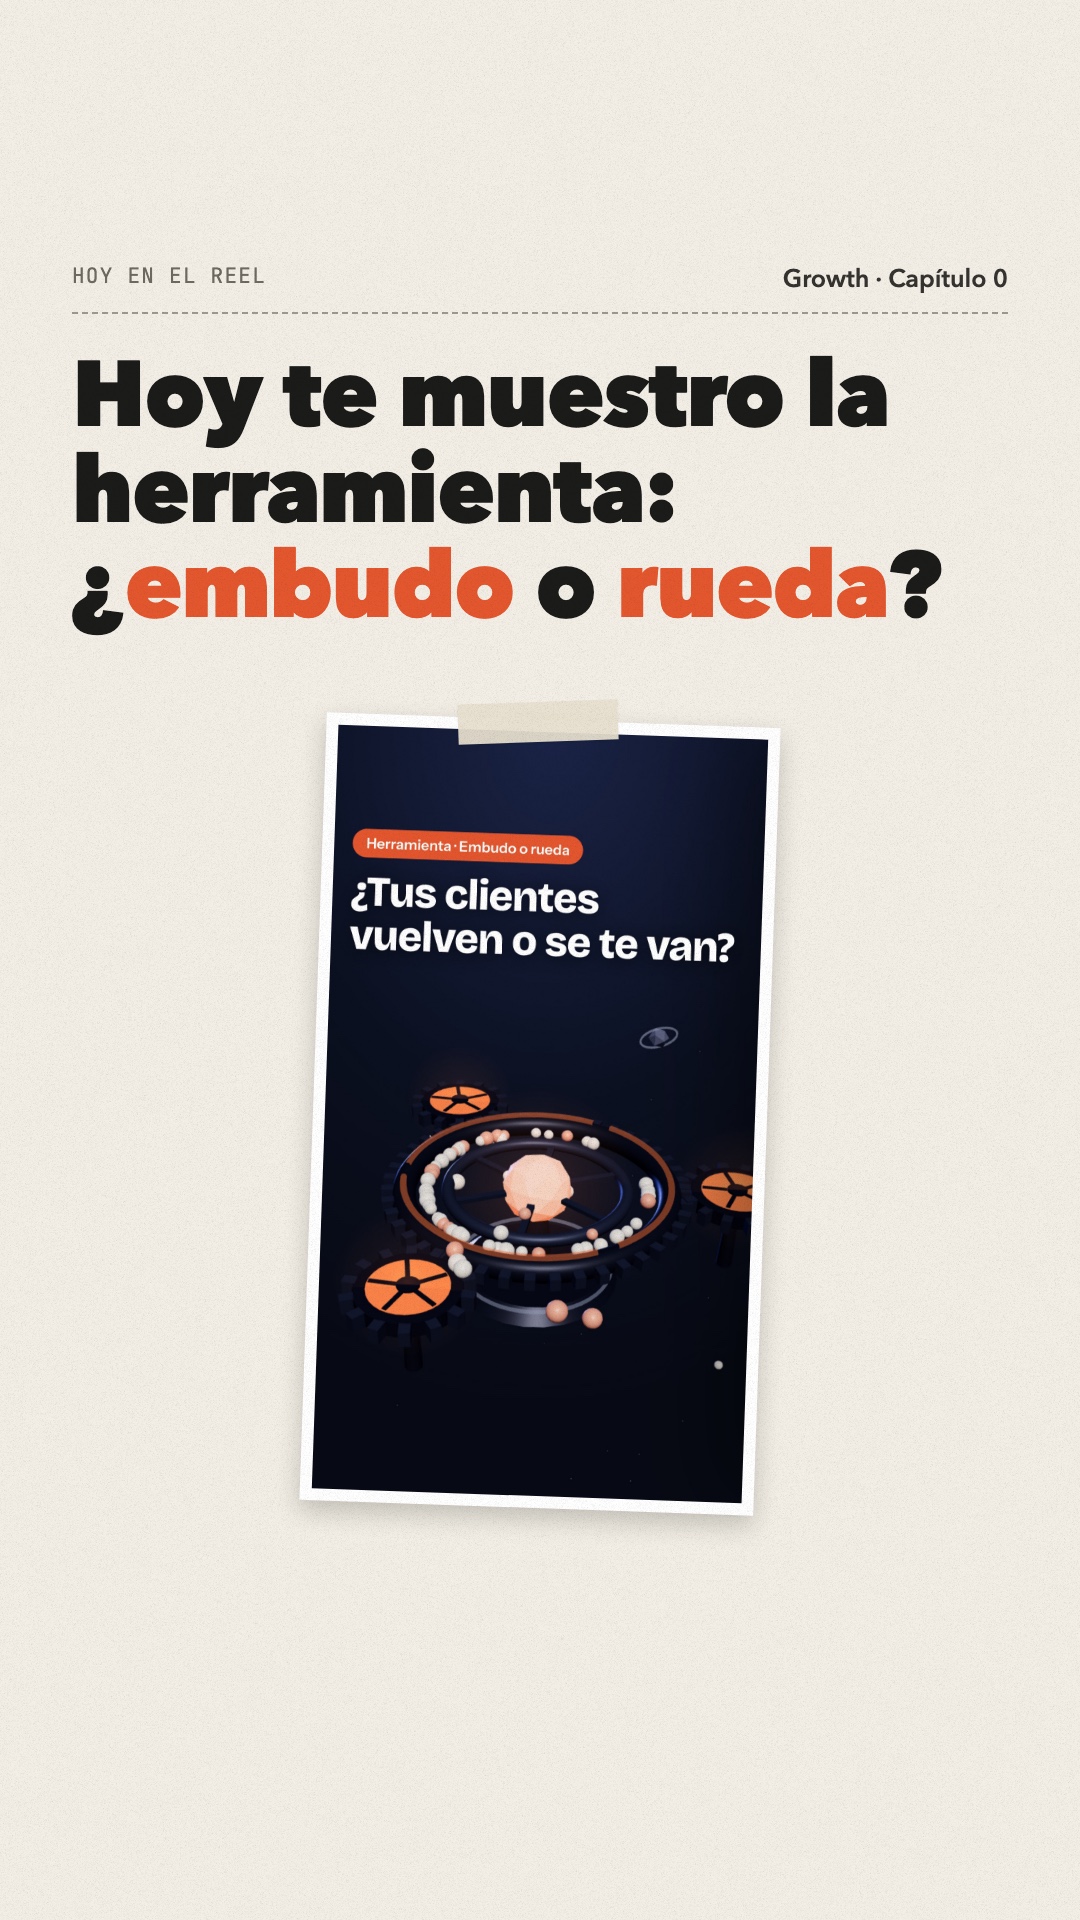 HOY EN EL REEL
Growth · Capítulo 0
Hoy te muestro la
herramienta:
¿embudo o rueda?
Herramienta · Embudo o rueda
¿Tus clientes
vuelven o se te van?